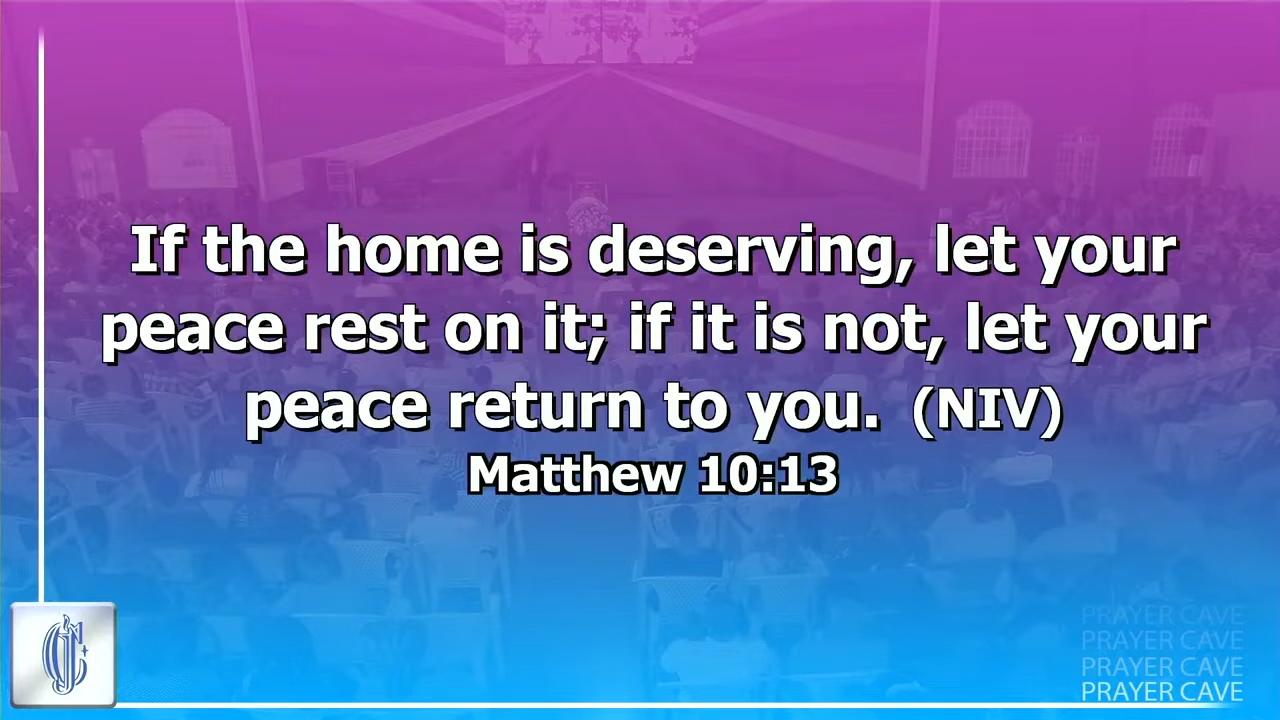 If the home is deserving, let your
peace rest on it; if it is not, let your
peace return to you. (NIV)
Matthew 10:13
PRAYER CAVE
PRAYER CAVE
PRAYER CAVE
PRAYER CAVE